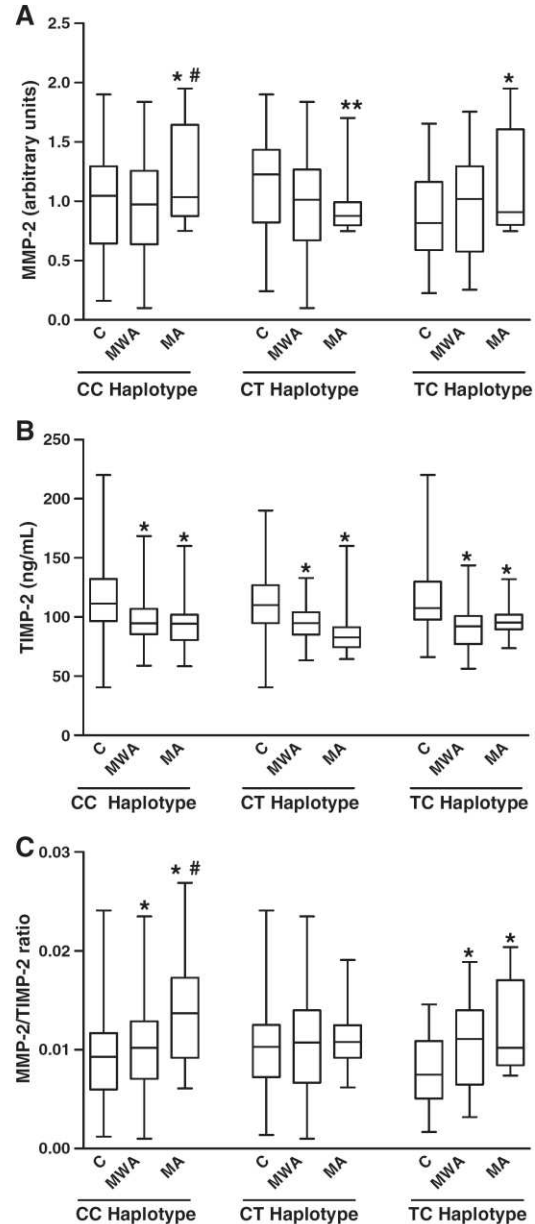 A
MMP-2 (arbitrary units)
2.5
2.0
1.5
1.0
0.5
0.0
* #
**
*
C MWA MA C MWA MA C MWA MA
CC Haplotype CT Haplotype TC Haplotype
B
TIMP-2 (ng/mL)
250
200
150
100
50
0
* * * * * *
C MWA MA C MWA MA C MWA MA
CC Haplotype CT Haplotype TC Haplotype
C
MMP-2/TIMP-2 ratio
0.03
0.02
0.01
0.00
* * # * *
C MWA MA C MWA MA C MWA MA
CC Haplotype CT Haplotype TC Haplotype